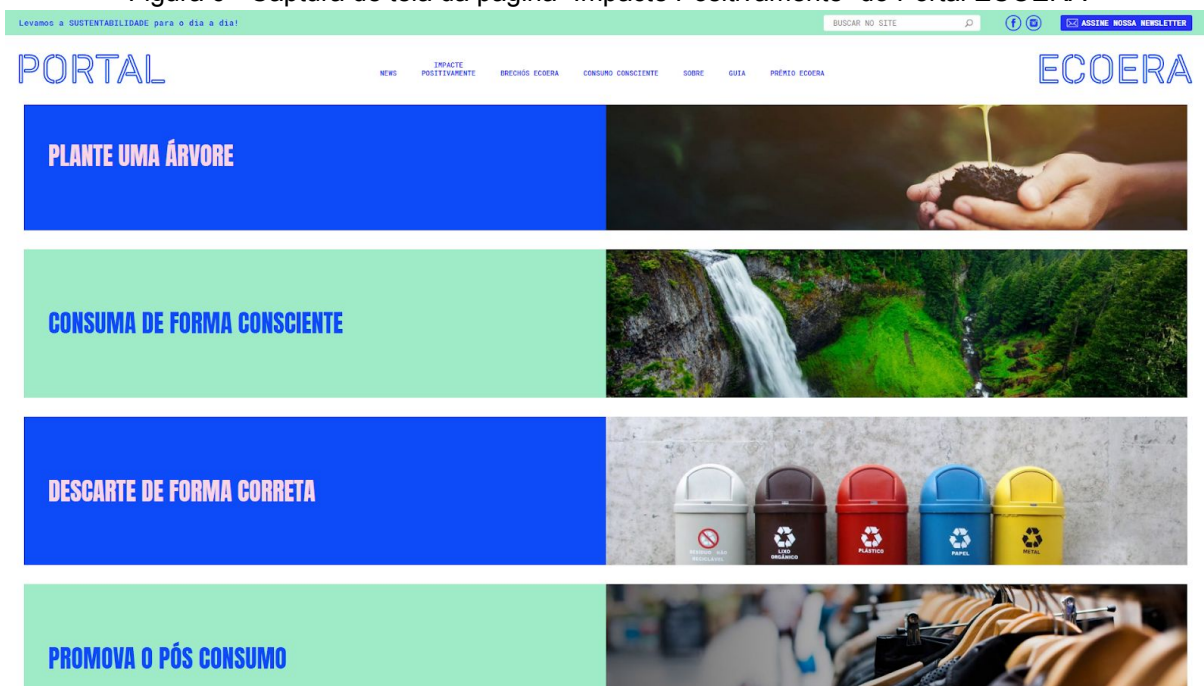 Levamos a SUSTENTABILIDADE para o dia a dia!
BUSCAR NO SITE
ASSINE NOSSA NEWSLETTER
PORTAL
NEWS
IMPACTE
POSITIVAMENTE
BRECHÓS ECOERA
CONSUMO CONSCIENTE
SOBRE
GUIA
PRÊMIO ECOERA
ECOERA
PLANTE UMA ÁRVORE
CONSUMA DE FORMA CONSCIENTE
DESCARTE DE FORMA CORRETA
LIXO
ORGÂNICO
PLÁSTICO
PAPEL
METAL
PROMOVA O PÓS CONSUMO